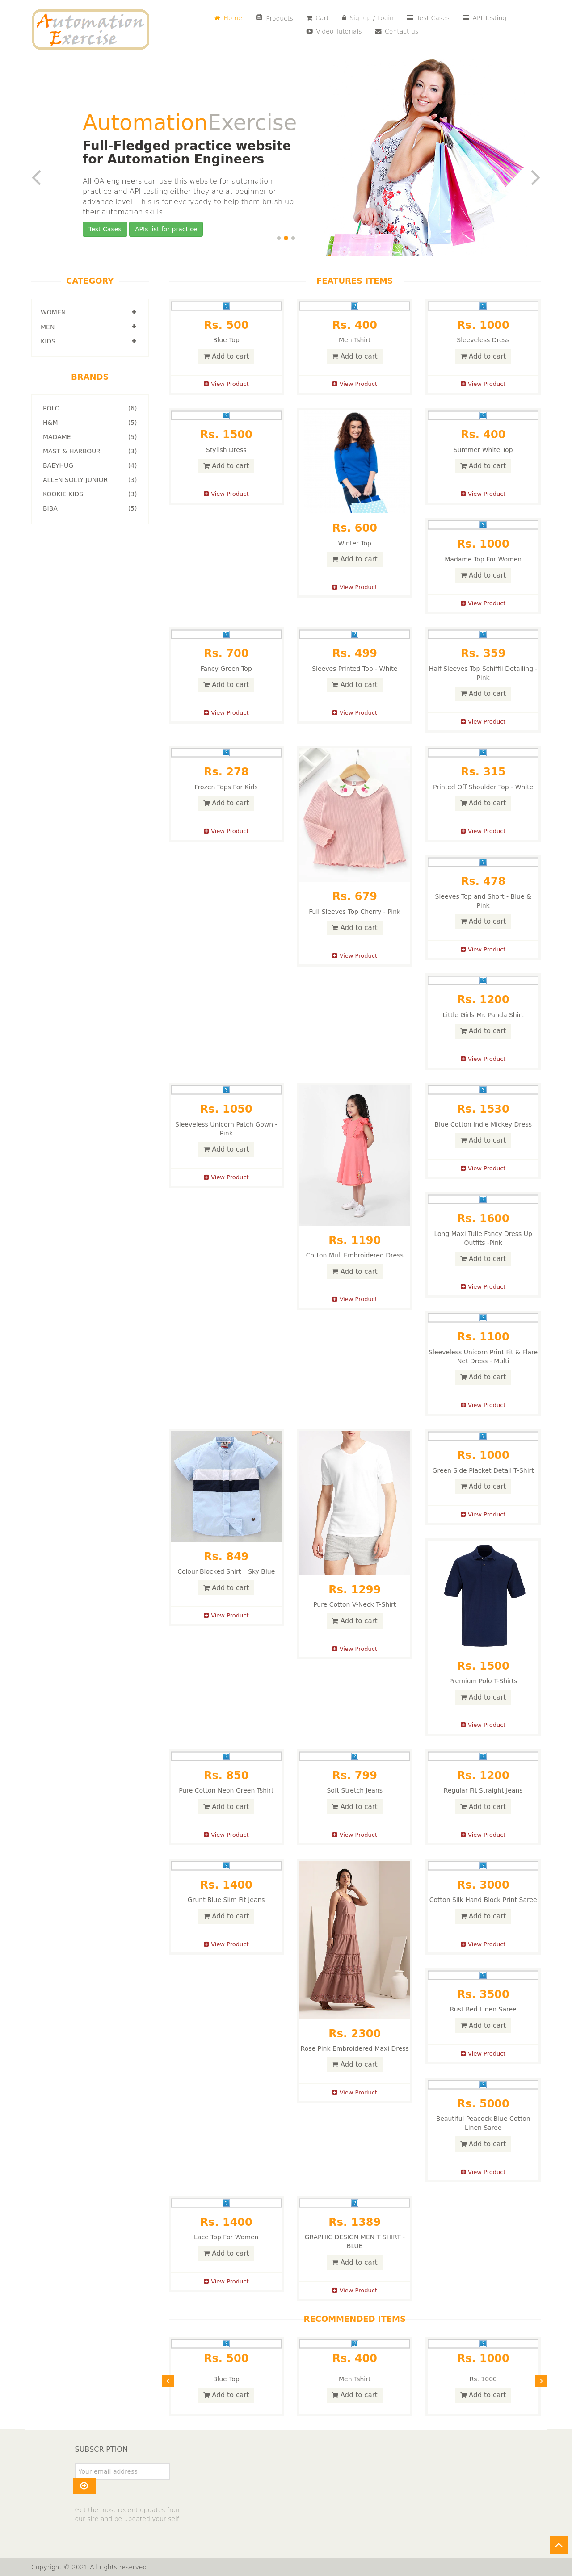 Automation
Exercise
Home
Products
Cart
Signup / Login
Test Cases
API Testing
Video Tutorials
Contact us
AutomationExercise
Full-Fledged practice website
for Automation Engineers
All QA engineers can use this website for automation
practice and API testing either they are at beginner or
advance level. This is for everybody to help them brush up
their automation skills.
Test Cases
APIs list for practice
CATEGORY
WOMEN
MEN
KIDS
BRANDS
POLO (6)
H&M (5)
MADAME (5)
MAST & HARBOUR (3)
BABYHUG (4)
ALLEN SOLLY JUNIOR (3)
KOOKIE KIDS (3)
BIBA (5)
FEATURES ITEMS
Rs. 500
Blue Top
Add to cart
View Product
Rs. 400
Men Tshirt
Add to cart
View Product
Rs. 1000
Sleeveless Dress
Add to cart
View Product
Rs. 1500
Stylish Dress
Add to cart
View Product
Rs. 600
Winter Top
Add to cart
View Product
Rs. 400
Summer White Top
Add to cart
View Product
Rs. 1000
Madame Top For Women
Add to cart
View Product
Rs. 700
Fancy Green Top
Add to cart
View Product
Rs. 499
Sleeves Printed Top - White
Add to cart
View Product
Rs. 359
Half Sleeves Top Schiffli Detailing -
Pink
Add to cart
View Product
Rs. 278
Frozen Tops For Kids
Add to cart
View Product
Rs. 679
Full Sleeves Top Cherry - Pink
Add to cart
View Product
Rs. 315
Printed Off Shoulder Top - White
Add to cart
View Product
Rs. 478
Sleeves Top and Short - Blue &
Pink
Add to cart
View Product
Rs. 1200
Little Girls Mr. Panda Shirt
Add to cart
View Product
Rs. 1050
Sleeveless Unicorn Patch Gown -
Pink
Add to cart
View Product
Rs. 1190
Cotton Mull Embroidered Dress
Add to cart
View Product
Rs. 1530
Blue Cotton Indie Mickey Dress
Add to cart
View Product
Rs. 1600
Long Maxi Tulle Fancy Dress Up
Outfits -Pink
Add to cart
View Product
Rs. 1100
Sleeveless Unicorn Print Fit & Flare
Net Dress - Multi
Add to cart
View Product
Rs. 849
Colour Blocked Shirt – Sky Blue
Add to cart
View Product
Rs. 1299
Pure Cotton V-Neck T-Shirt
Add to cart
View Product
Rs. 1000
Green Side Placket Detail T-Shirt
Add to cart
View Product
Rs. 1500
Premium Polo T-Shirts
Add to cart
View Product
Rs. 850
Pure Cotton Neon Green Tshirt
Add to cart
View Product
Rs. 799
Soft Stretch Jeans
Add to cart
View Product
Rs. 1200
Regular Fit Straight Jeans
Add to cart
View Product
Rs. 1400
Grunt Blue Slim Fit Jeans
Add to cart
View Product
Rs. 2300
Rose Pink Embroidered Maxi Dress
Add to cart
View Product
Rs. 3000
Cotton Silk Hand Block Print Saree
Add to cart
View Product
Rs. 3500
Rust Red Linen Saree
Add to cart
View Product
Rs. 5000
Beautiful Peacock Blue Cotton
Linen Saree
Add to cart
View Product
Rs. 1400
Lace Top For Women
Add to cart
View Product
Rs. 1389
GRAPHIC DESIGN MEN T SHIRT -
BLUE
Add to cart
View Product
RECOMMENDED ITEMS
Rs. 500
Blue Top
Add to cart
Rs. 400
Men Tshirt
Add to cart
Rs. 1000
Rs. 1000
Add to cart
SUBSCRIPTION
Your email address
Get the most recent updates from
our site and be updated your self...
Copyright © 2021 All rights reserved